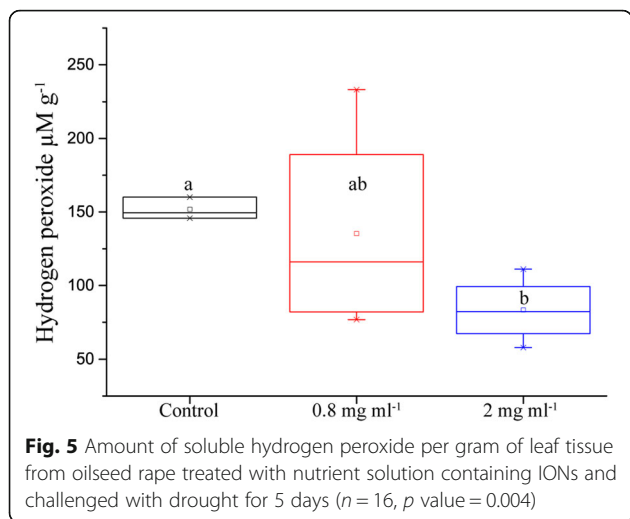 Hydrogen peroxide µM g⁻¹
250
200
150
100
50
a
ab
b
Control
0.8 mg ml⁻¹
2 mg ml⁻¹
Fig. 5 Amount of soluble hydrogen peroxide per gram of leaf tissue
from oilseed rape treated with nutrient solution containing IONs and
challenged with drought for 5 days (n = 16, p value = 0.004)